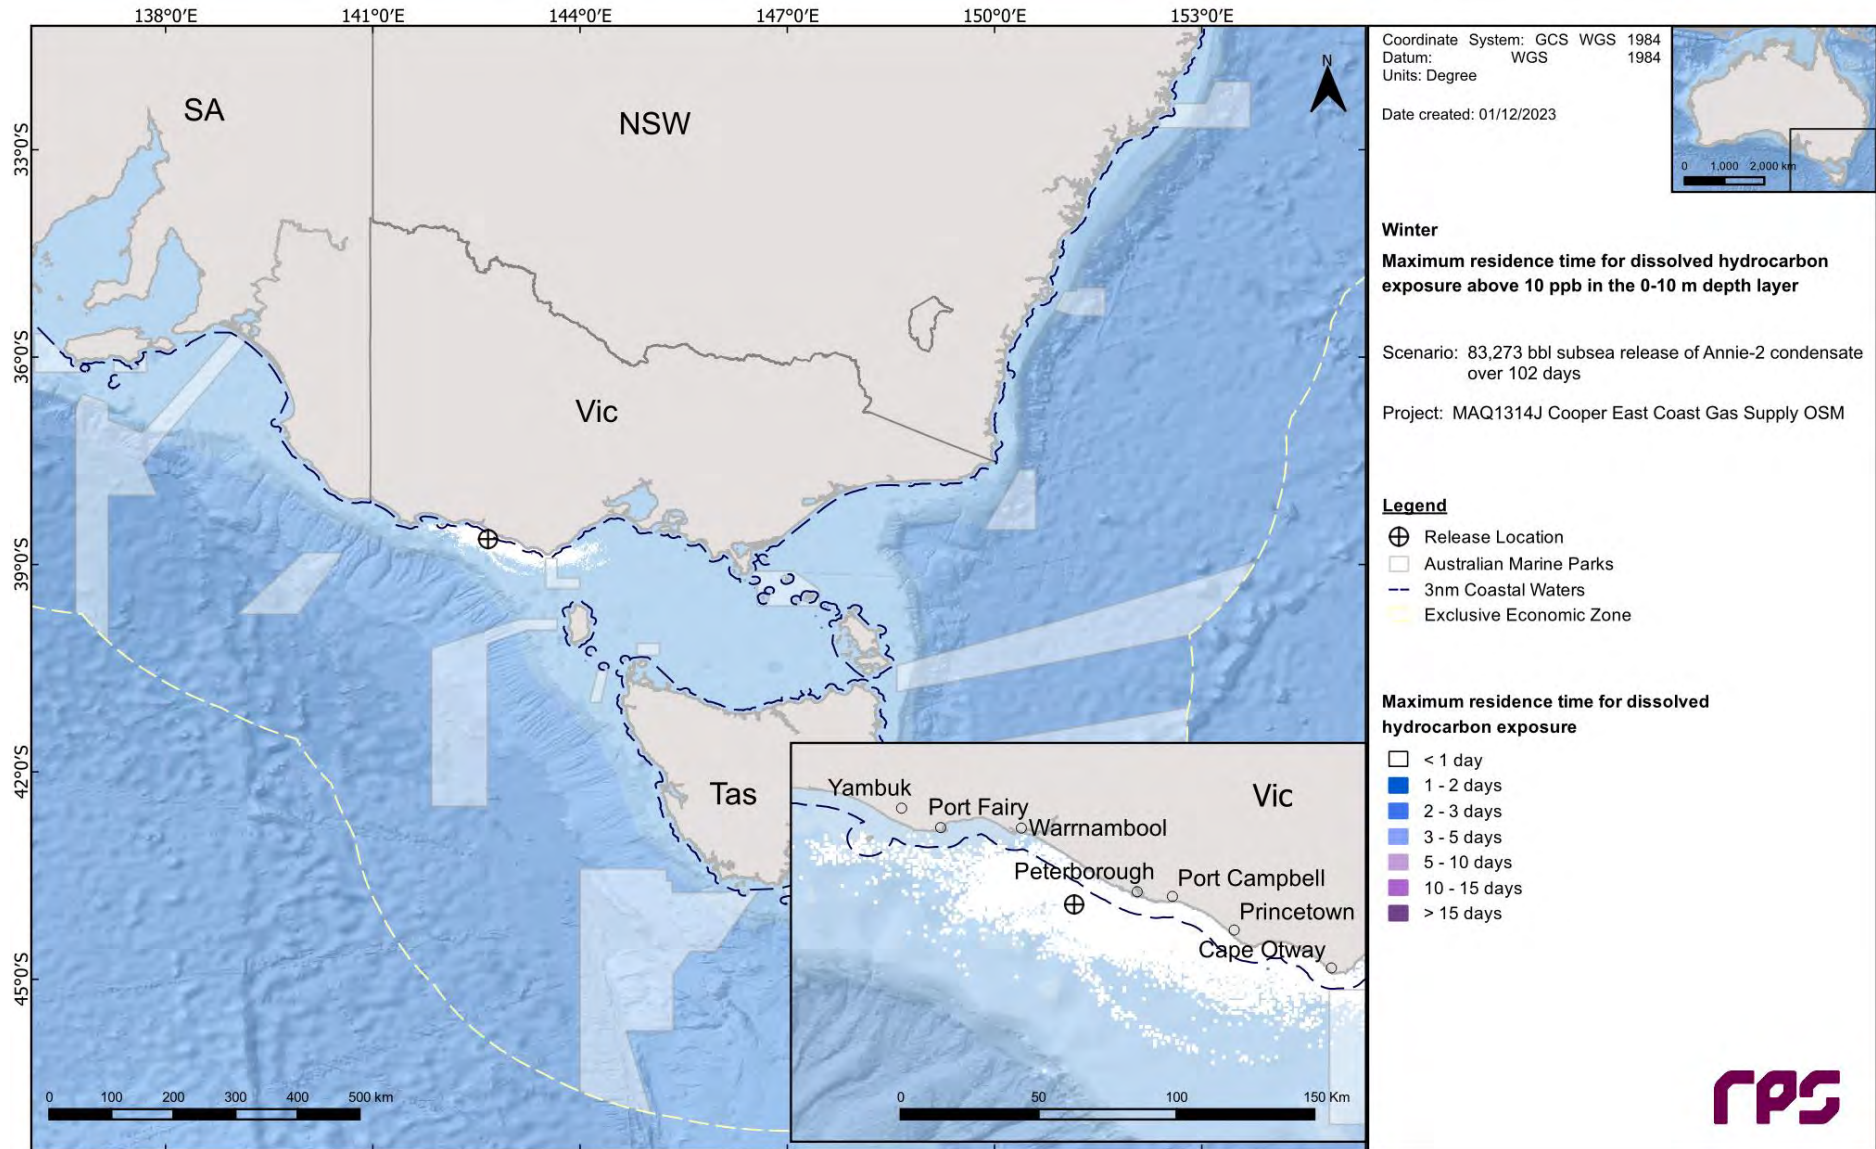 138°0'E 141°0'E 144°0'E 147°0'E 150°0'E 153°0'E
33°0'S
36°0'S
39°0'S
42°0'S
45°0'S
SA
NSW
Vic
Tas
N
0 100 200 300 400 500 km
Yambuk
Port Fairy
Warrnambool
Peterborough
Port Campbell
Princetown
Cape Otway
Vic
0 50 100 150 Km
Coordinate System: GCS WGS 1984
Datum: WGS 1984
Units: Degree
Date created: 01/12/2023
0 1,000 2,000 km
Winter
Maximum residence time for dissolved hydrocarbon
exposure above 10 ppb in the 0-10 m depth layer
Scenario: 83,273 bbl subsea release of Annie-2 condensate
over 102 days
Project: MAQ1314J Cooper East Coast Gas Supply OSM
Legend
Release Location
Australian Marine Parks
3nm Coastal Waters
Exclusive Economic Zone
Maximum residence time for dissolved
hydrocarbon exposure
< 1 day
1 - 2 days
2 - 3 days
3 - 5 days
5 - 10 days
10 - 15 days
> 15 days
rps